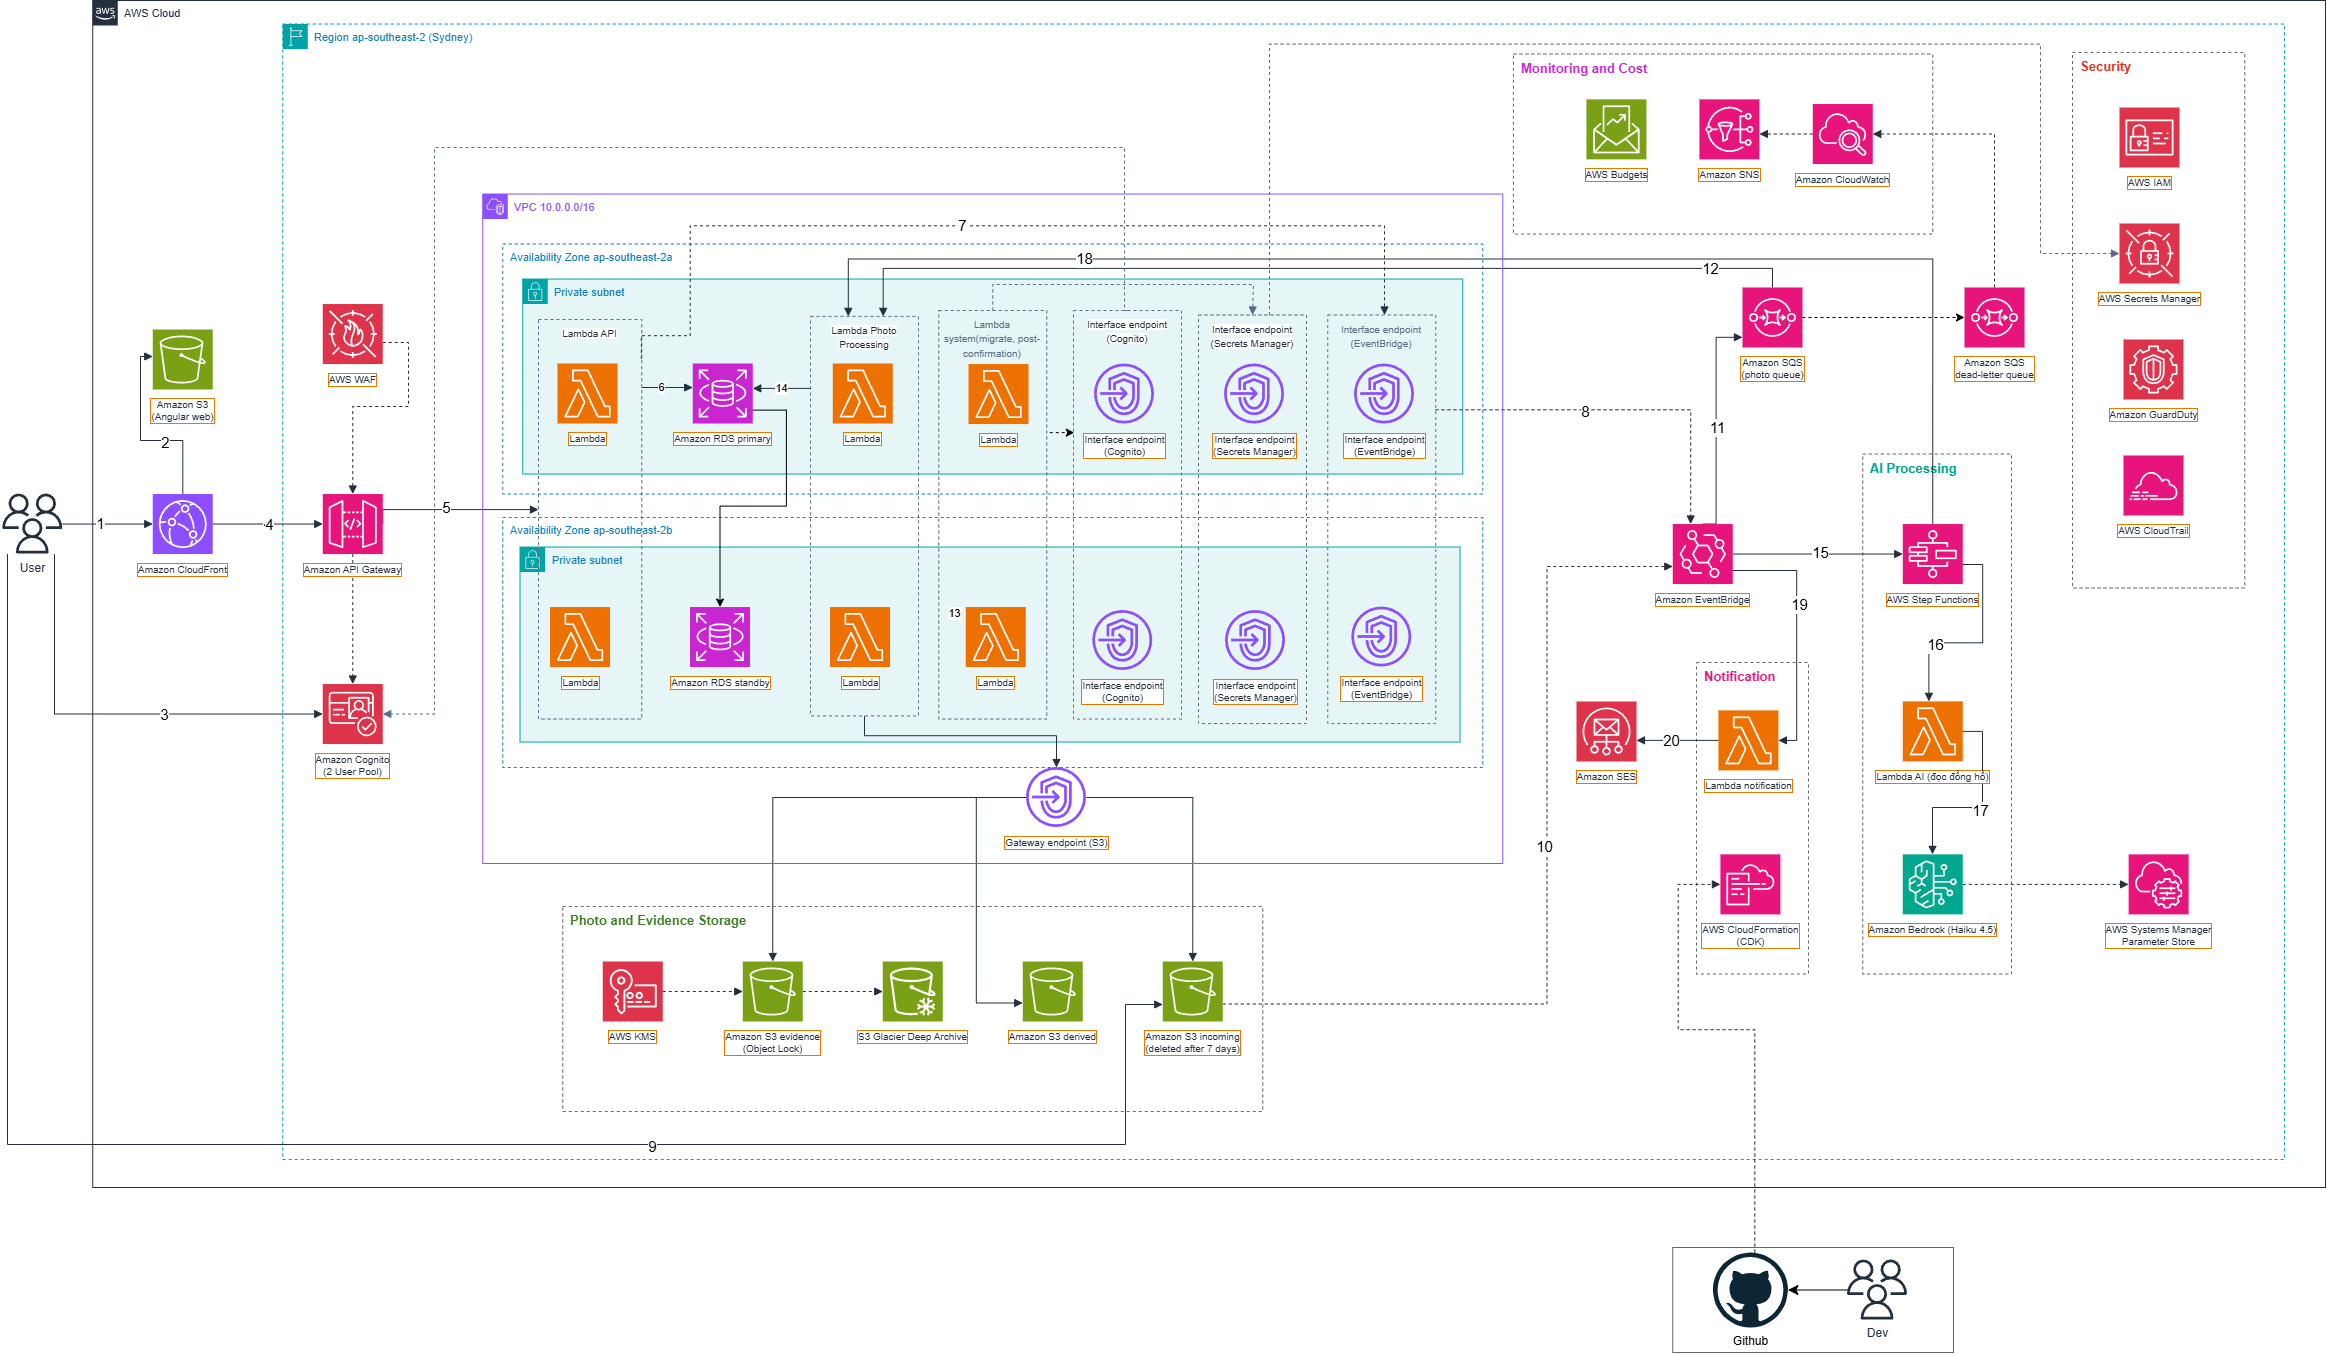 aws
AWS Cloud
Region ap-southeast-2 (Sydney)
Monitoring and Cost
AWS Budgets
Amazon SNS
Amazon CloudWatch
Security
AWS IAM
AWS Secrets Manager
Amazon GuardDuty
AWS CloudTrail
VPC 10.0.0.0/16
7
Availability Zone ap-southeast-2a
18
12
Private subnet
Lambda API
Lambda Photo
Processing
Lambda
system(migrate, post-
confirmation)
Interface endpoint
(Cognito)
Interface endpoint
(Secrets Manager)
Interface endpoint
(EventBridge)
6
14
Lambda
Amazon RDS primary
Lambda
Lambda
Interface endpoint
(Cognito)
Interface endpoint
(Secrets Manager)
Interface endpoint
(EventBridge)
8
Amazon SQS
(photo queue)
Amazon SQS
dead-letter queue
11
AWS WAF
Amazon S3
(Angular web)
2
User
1
Amazon CloudFront
4
Amazon API Gateway
5
3
Amazon Cognito
(2 User Pool)
Availability Zone ap-southeast-2b
Private subnet
13
Lambda
Amazon RDS standby
Lambda
Lambda
Interface endpoint
(Cognito)
Interface endpoint
(Secrets Manager)
Interface endpoint
(EventBridge)
Gateway endpoint (S3)
AI Processing
Amazon EventBridge
15
AWS Step Functions
19
16
Notification
Amazon SES
20
Lambda notification
Lambda AI (đọc đồng hồ)
17
10
AWS CloudFormation
(CDK)
Amazon Bedrock (Haiku 4.5)
AWS Systems Manager
Parameter Store
Photo and Evidence Storage
AWS KMS
Amazon S3 evidence
(Object Lock)
S3 Glacier Deep Archive
Amazon S3 derived
Amazon S3 incoming
(deleted after 7 days)
9
Github
Dev